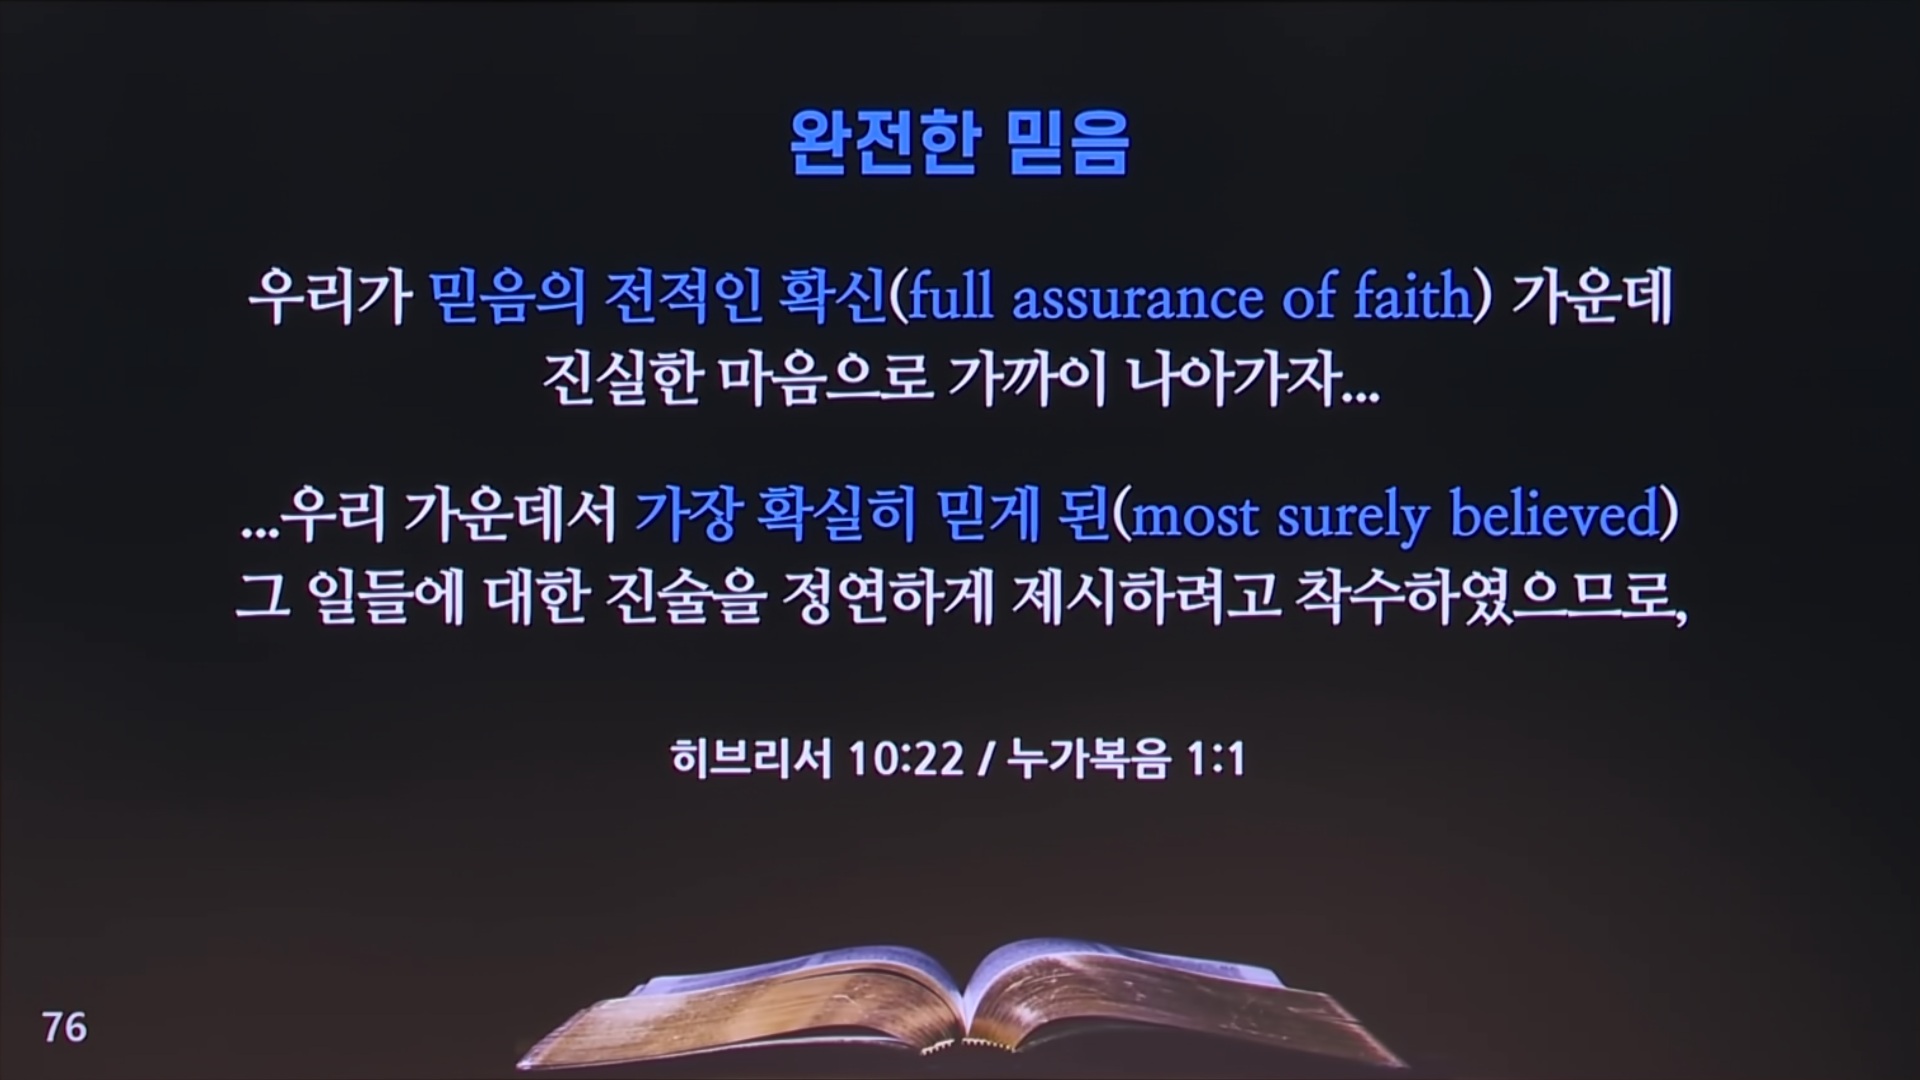 완전한 믿음
우리가 믿음의 전적인 확신(full assurance of faith) 가운데
진실한 마음으로 가까이 나아가자...
...우리 가운데서 가장 확실히 믿게 된(most surely believed)
그 일들에 대한 진술을 정연하게 제시하려고 착수하였으므로,
히브리서 10:22 / 누가복음 1:1
76